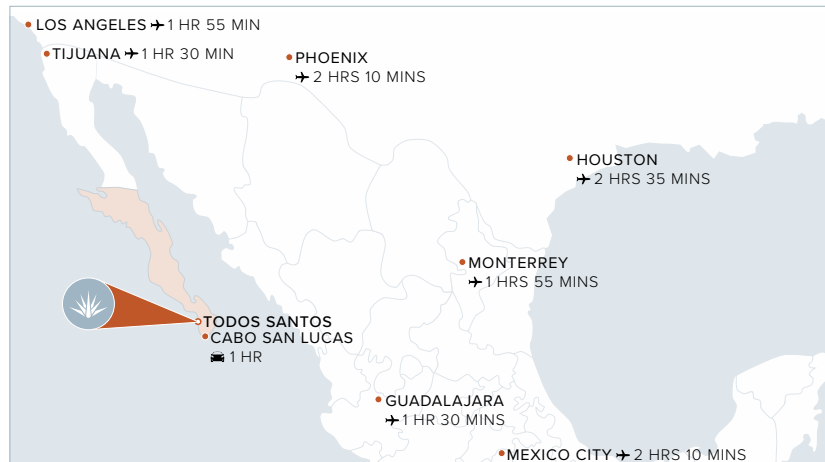 LOS ANGELES 1 HR 55 MIN
TIJUANA 1 HR 30 MIN
PHOENIX
2 HRS 10 MINS
HOUSTON
2 HRS 35 MINS
MONTERREY
1 HRS 55 MINS
TODOS SANTOS
CABO SAN LUCAS
1 HR
GUADALAJARA
1 HR 30 MINS
MEXICO CITY 2 HRS 10 MINS